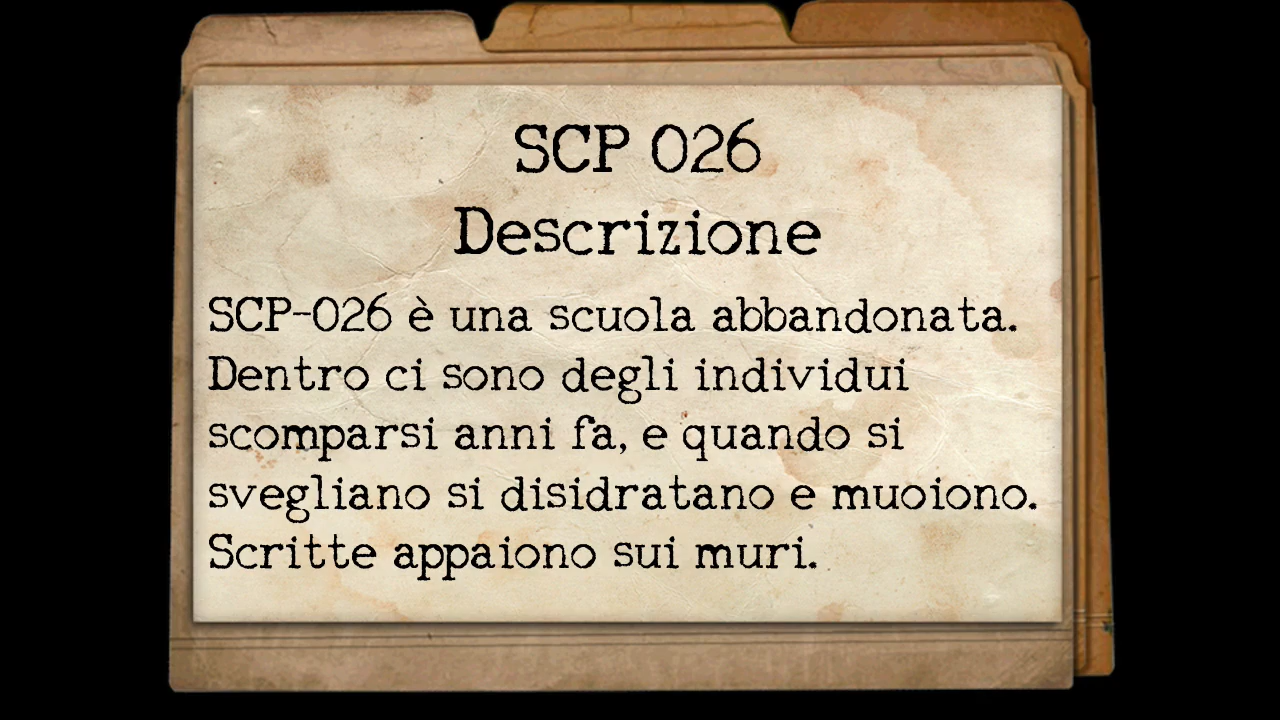 SCP 026
Descrizione
SCP-026 è una scuola abbandonata.
Dentro ci sono degli individui
scomparsi anni fa, e quando si
svegliano si disidratano e muoiono.
Scritte appaiono sui muri.